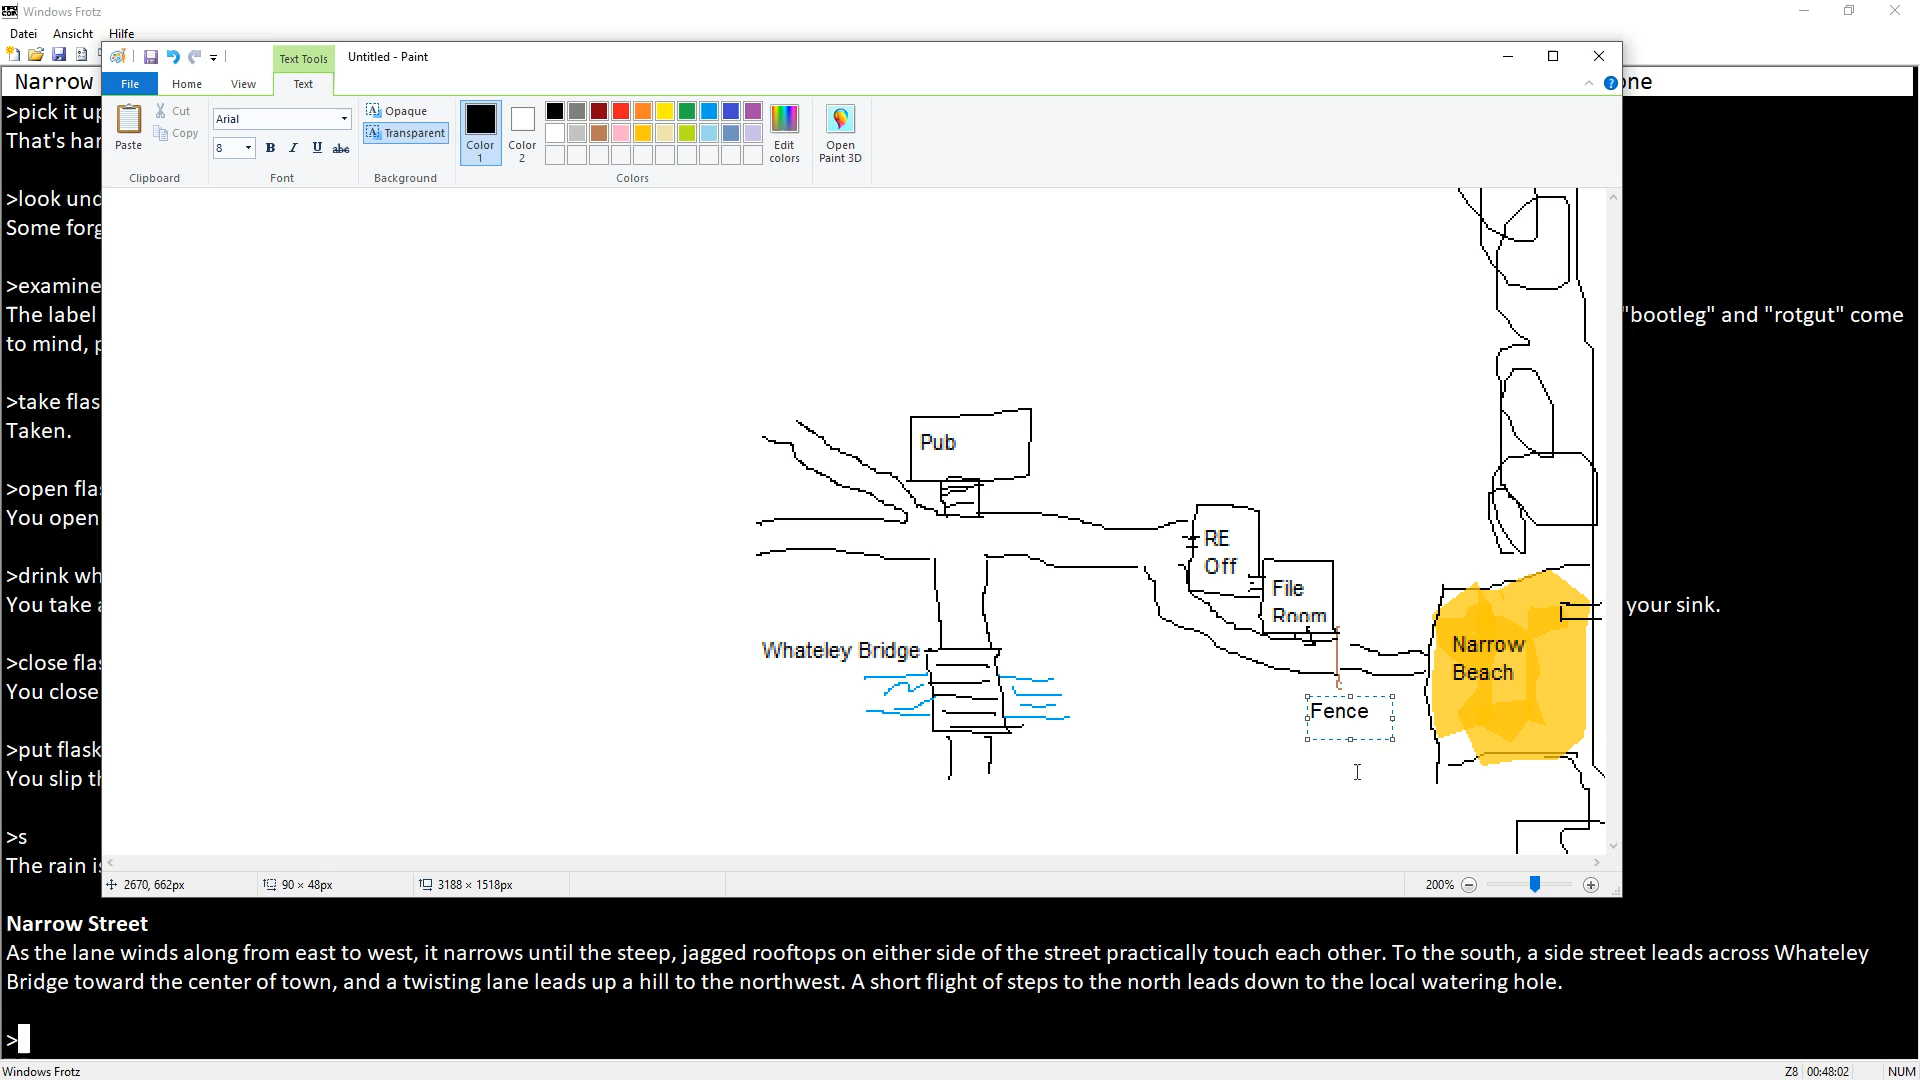 Windows Frotz
Datei Ansicht Hilfe
Text Tools
Untitled - Paint
Narrow
File Home View Text
>pick it up
That's har
Paste
Cut
Copy
Clipboard
Arial
8
B I U abc
Font
Opaque
Transparent
Background
Color 1
Color 2
Edit colors
Colors
Open Paint 3D
>look und
Some forg
>examine
The label
"bootleg" and "rotgut" come
to mind, p
>take flas
Taken.
>open fla
You open
>drink wh
You take a
your sink.
>close fla
You close
>put flask
You slip th
>s
The rain is
Pub
RE
Off
File
Room
Whateley Bridge
Narrow
Beach
Fence
2670, 662px
90 × 48px
3188 × 1518px
200%
Narrow Street
As the lane winds along from east to west, it narrows until the steep, jagged rooftops on either side of the street practically touch each other. To the south, a side street leads across Whateley
Bridge toward the center of town, and a twisting lane leads up a hill to the northwest. A short flight of steps to the north leads down to the local watering hole.
>
Windows Frotz
Z8 00:48:02 NUM